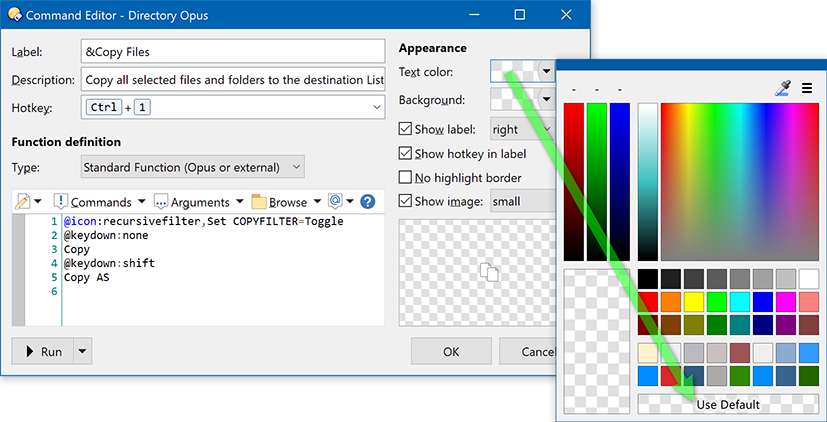 Command Editor - Directory Opus
Label: &Copy Files
Description: Copy all selected files and folders to the destination List
Hotkey: Ctrl + 1
Function definition
Type: Standard Function (Opus or external)
Commands Arguments Browse @ ?
1 @icon:recursivefilter,Set COPYFILTER=Toggle
2 @keydown:none
3 Copy
4 @keydown:shift
5 Copy AS
6
Run
Appearance
Text color:
Background:
Show label: right
Show hotkey in label
No highlight border
Show image: small
OK Cancel
- - -
Use Default